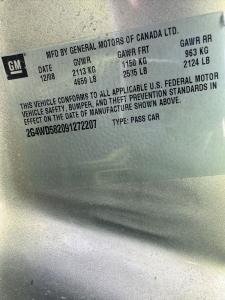 GM
MFD BY GENERAL MOTORS OF CANADA LTD.
DATE GVWR GAWR FRT GAWR RR
12/08 2113 KG 1150 KG 963 KG
4659 LB 2535 LB 2124 LB
THIS VEHICLE CONFORMS TO ALL APPLICABLE U.S. FEDERAL MOTOR
VEHICLE SAFETY, BUMPER, AND THEFT PREVENTION STANDARDS IN
EFFECT ON THE DATE OF MANUFACTURE SHOWN ABOVE.
2G4WD582091272207 TYPE: PASS CAR